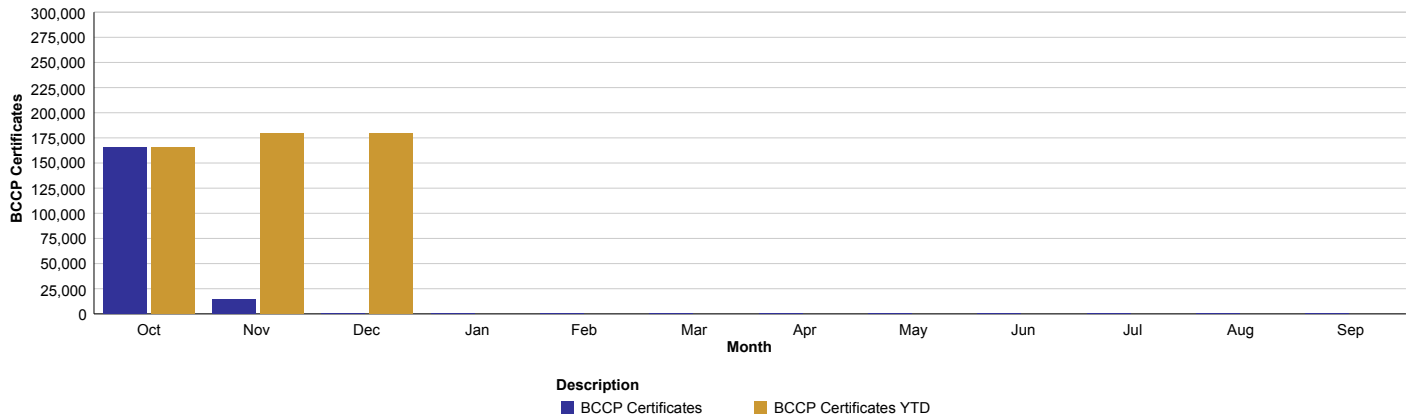 300,000
275,000
250,000
225,000
200,000
175,000
150,000
125,000
100,000
75,000
50,000
25,000
0
BCCP Certificates
Oct Nov Dec Jan Feb Mar Apr May Jun Jul Aug Sep
Month
Description
BCCP Certificates BCCP Certificates YTD